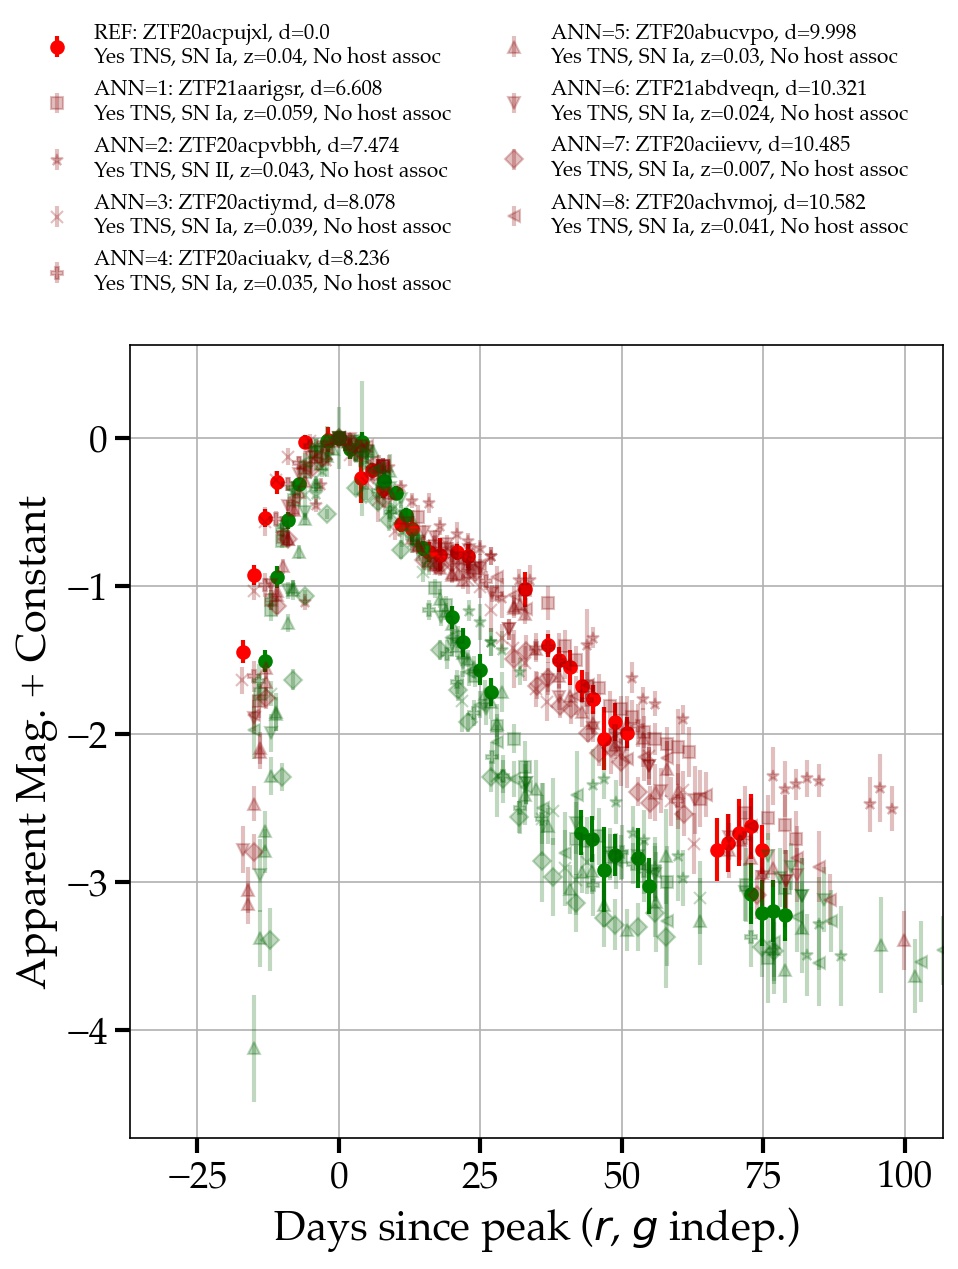 REF: ZTF20acpujxl, d=0.0
Yes TNS, SN Ia, z=0.04, No host assoc
ANN=1: ZTF21aarigsr, d=6.608
Yes TNS, SN Ia, z=0.059, No host assoc
ANN=2: ZTF20acpvbbh, d=7.474
Yes TNS, SN II, z=0.043, No host assoc
ANN=3: ZTF20actiymd, d=8.078
Yes TNS, SN Ia, z=0.039, No host assoc
ANN=4: ZTF20aciuakv, d=8.236
Yes TNS, SN Ia, z=0.035, No host assoc
ANN=5: ZTF20abucvpo, d=9.998
Yes TNS, SN Ia, z=0.03, No host assoc
ANN=6: ZTF21abdveqn, d=10.321
Yes TNS, SN Ia, z=0.024, No host assoc
ANN=7: ZTF20aciievv, d=10.485
Yes TNS, SN Ia, z=0.007, No host assoc
ANN=8: ZTF20achvmoj, d=10.582
Yes TNS, SN Ia, z=0.041, No host assoc
Apparent Mag. + Constant
0
−1
−2
−3
−4
−25 0 25 50 75 100
Days since peak (r, g indep.)